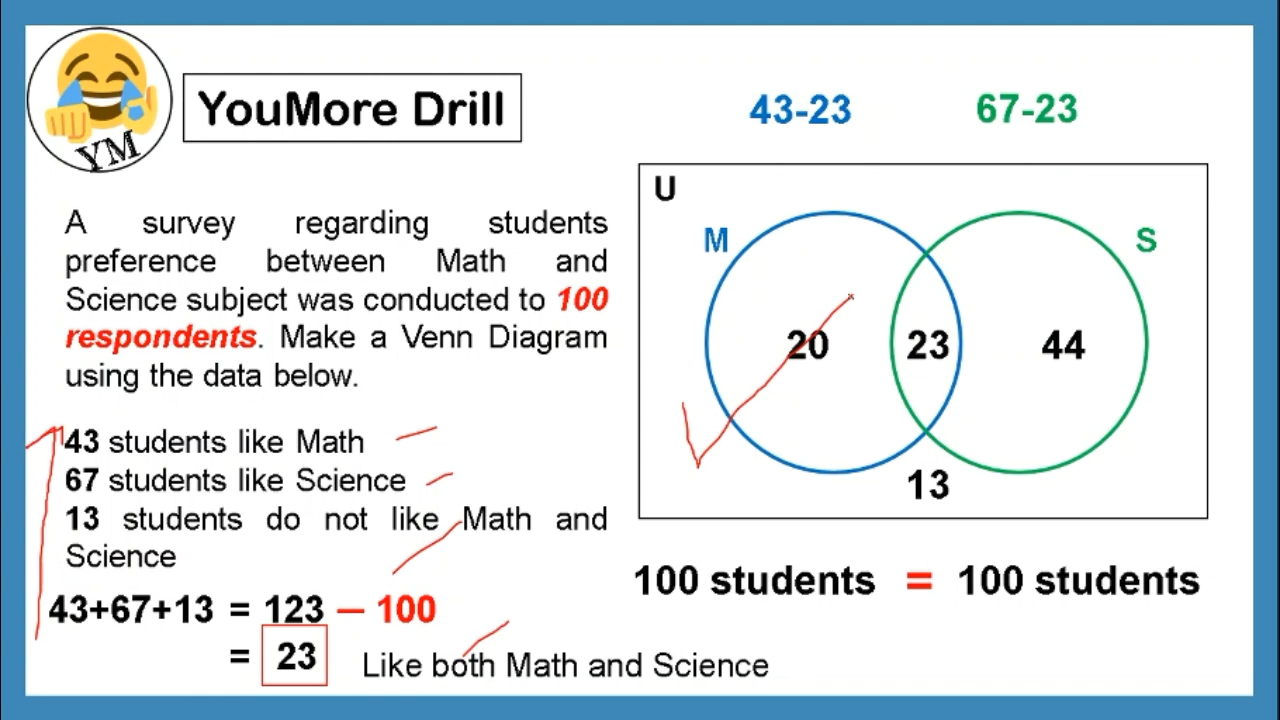 YM
YouMore Drill
A survey regarding students
preference between Math and
Science subject was conducted to 100
respondents. Make a Venn Diagram
using the data below.
43 students like Math
67 students like Science
13 students do not like Math and
Science
43+67+13 = 123 – 100
= 23 Like both Math and Science
43-23 67-23
U
M S
20 23 44
13
100 students = 100 students